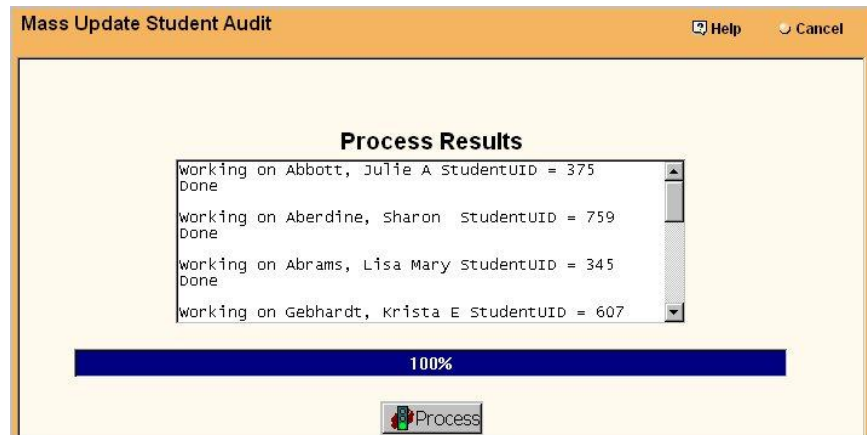 Mass Update Student Audit
Help
Cancel
Process Results
Working on Abbott, Julie A StudentUID = 375
Done
Working on Aberdine, Sharon  StudentUID = 759
Done
Working on Abrams, Lisa Mary StudentUID = 345
Done
Working on Gebhardt, Krista E StudentUID = 607
100%
Process